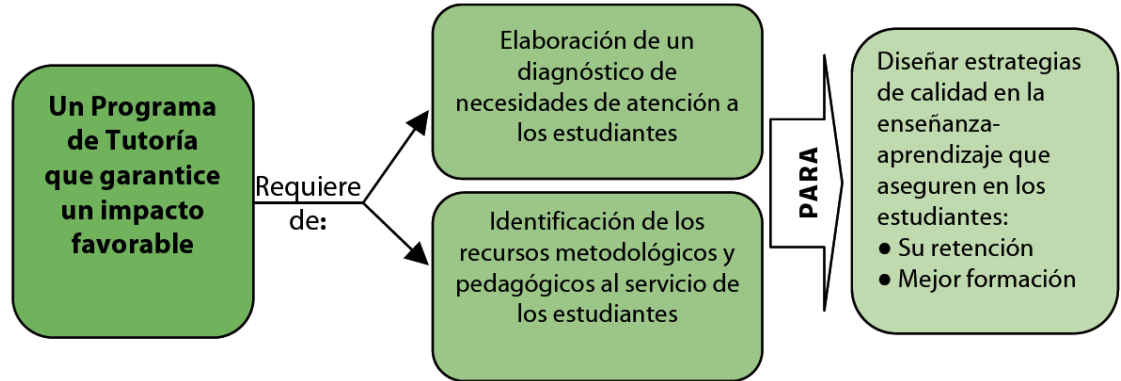 Un Programa
de Tutoría
que garantice
un impacto
favorable
Requiere
de:
Elaboración de un
diagnóstico de
necesidades de atención a
los estudiantes
Identificación de los
recursos metodológicos y
pedagógicos al servicio de
los estudiantes
PARA
Diseñar estrategias
de calidad en la
enseñanza-
aprendizaje que
aseguren en los
estudiantes:
● Su retención
● Mejor formación